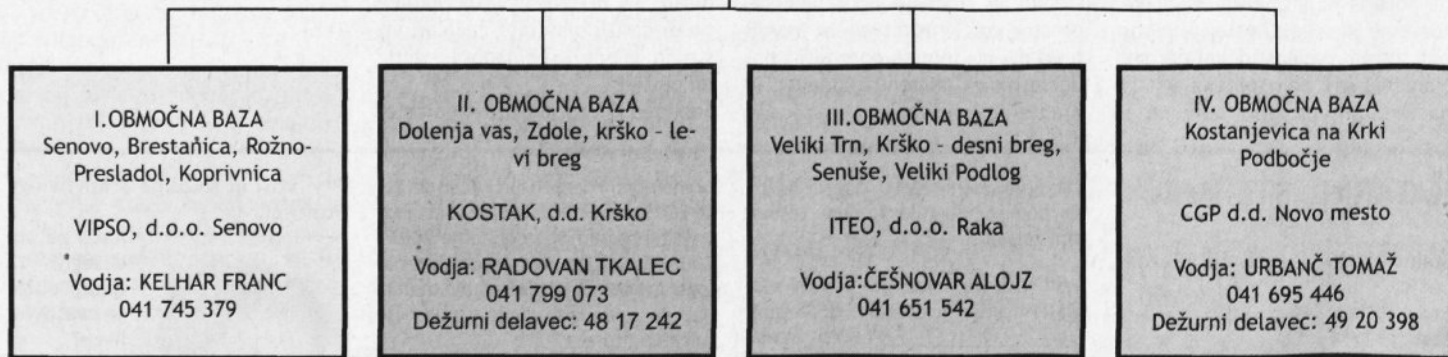 I.OBMOČNA BAZA
Senovo, Brestanica, Rožno-
Presladol, Koprivnica
VIPSO, d.o.o. Senovo
Vodja: KELHAR FRANC
041 745 379
II. OBMOČNA BAZA
Dolenja vas, Zdole, krško - le-
vi breg
KOSTAK, d.d. Krško
Vodja: RADOVAN TKALEC
041 799 073
Dežurni delavec: 48 17 242
III.OBMOČNA BAZA
Veliki Trn, Krško - desni breg,
Senuše, Veliki Podlog
ITEO, d.o.o. Raka
Vodja:ČEŠNOVAR ALOJZ
041 651 542
IV. OBMOČNA BAZA
Kostanjevica na Krki
Podbočje
CGP d.d. Novo mesto
Vodja: URBANČ TOMAŽ
041 695 446
Dežurni delavec: 49 20 398